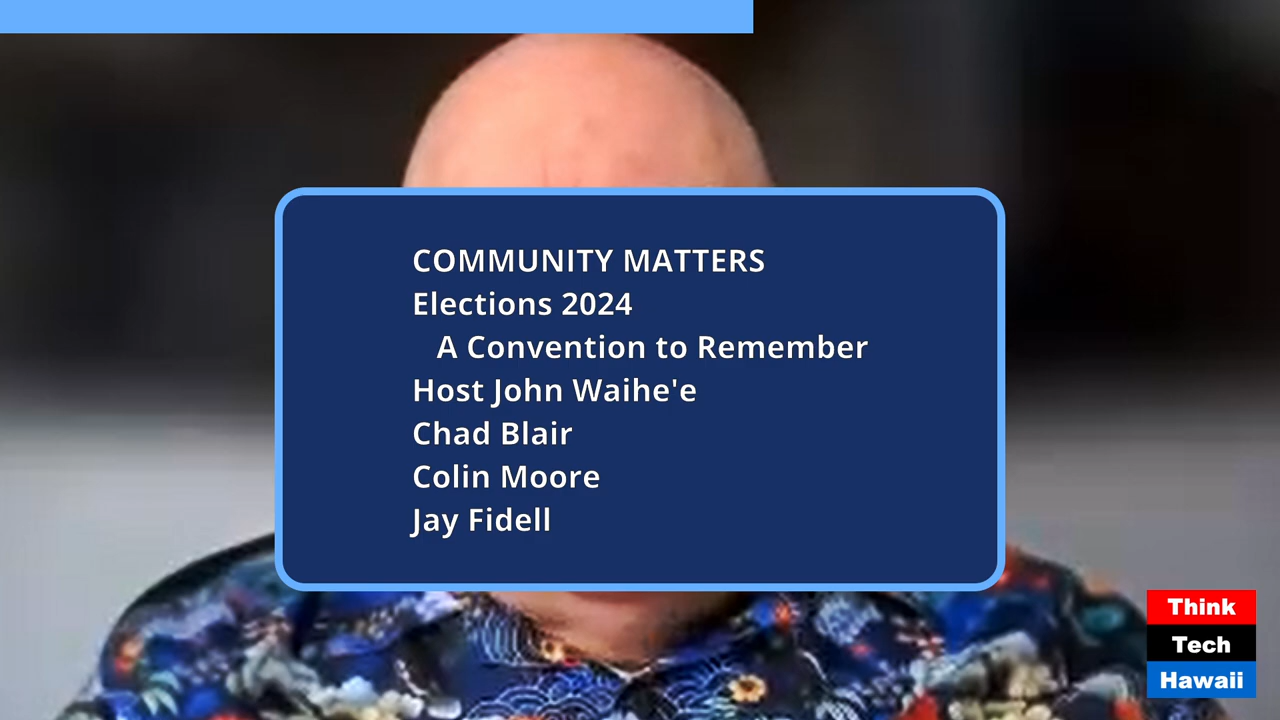 COMMUNITY MATTERS
Elections 2024
A Convention to Remember
Host John Waihe'e
Chad Blair
Colin Moore
Jay Fidell
Think
Tech
Hawaii